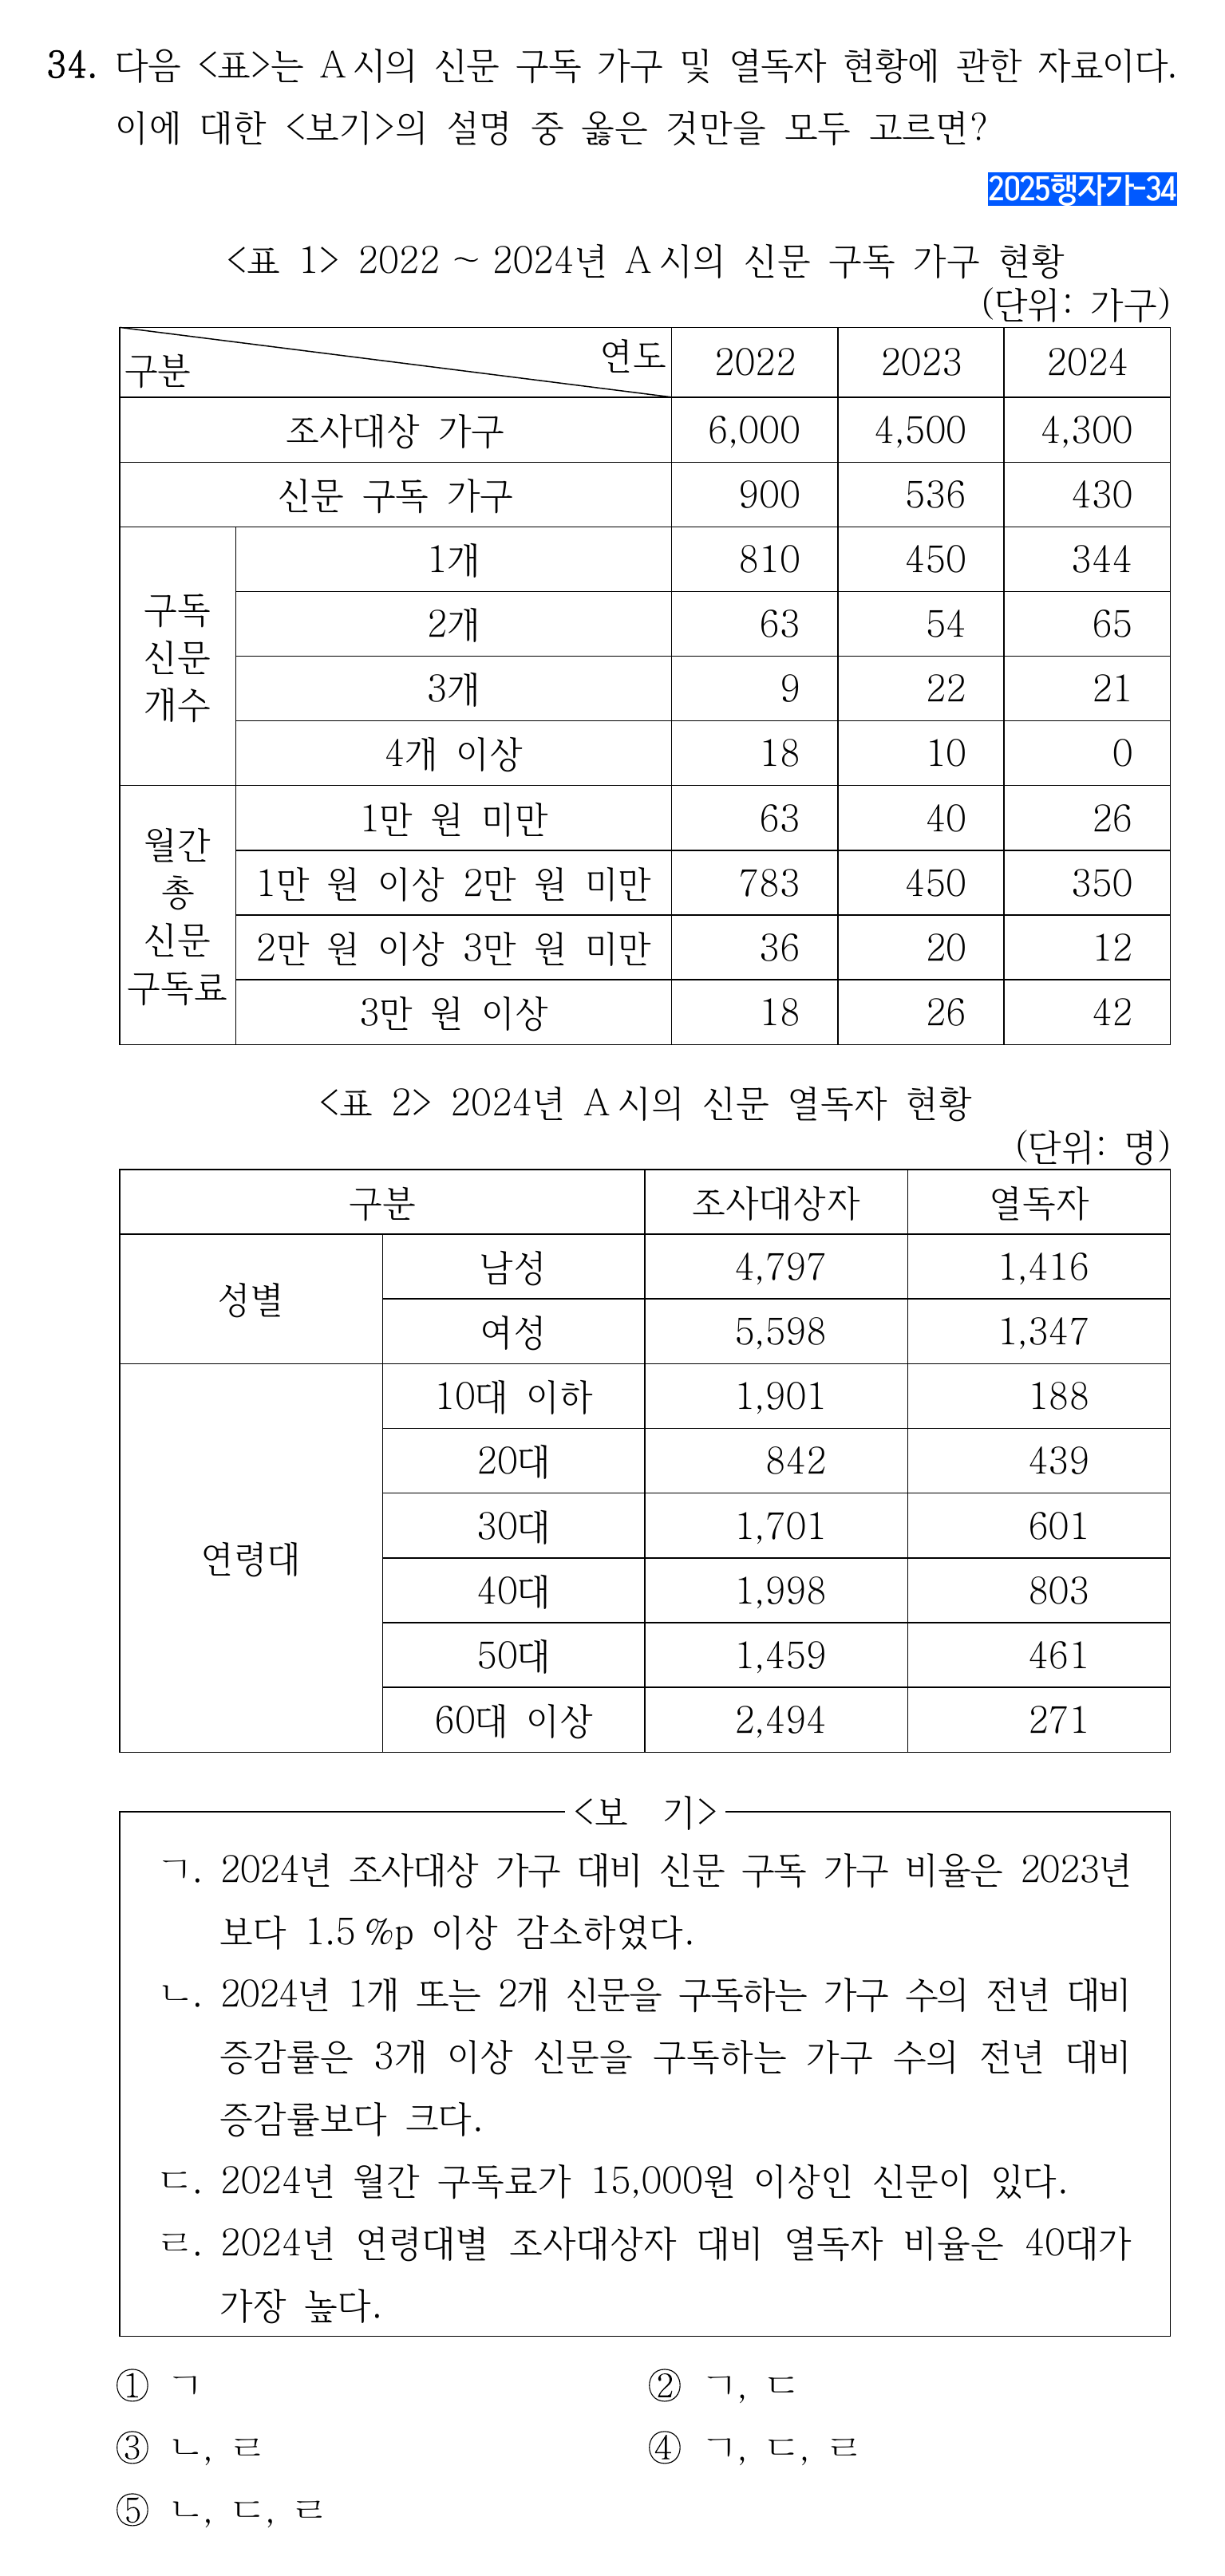 34. 다음 <표>는 A시의 신문 구독 가구 및 열독자 현황에 관한 자료이다.
이에 대한 <보기>의 설명 중 옳은 것만을 모두 고르면?
2025행자가-34
<표 1> 2022 ~ 2024년 A시의 신문 구독 가구 현황
(단위: 가구)
구분 연도 2022 2023 2024
조사대상 가구 6,000 4,500 4,300
신문 구독 가구 900 536 430
구독 신문 개수
1개 810 450 344
2개 63 54 65
3개 9 22 21
4개 이상 18 10 0
월간 총 신문 구독료
1만 원 미만 63 40 26
1만 원 이상 2만 원 미만 783 450 350
2만 원 이상 3만 원 미만 36 20 12
3만 원 이상 18 26 42
<표 2> 2024년 A시의 신문 열독자 현황
(단위: 명)
구분 조사대상자 열독자
성별
남성 4,797 1,416
여성 5,598 1,347
연령대
10대 이하 1,901 188
20대 842 439
30대 1,701 601
40대 1,998 803
50대 1,459 461
60대 이상 2,494 271
<보 기>
ㄱ. 2024년 조사대상 가구 대비 신문 구독 가구 비율은 2023년
보다 1.5%p 이상 감소하였다.
ㄴ. 2024년 1개 또는 2개 신문을 구독하는 가구 수의 전년 대비
증감률은 3개 이상 신문을 구독하는 가구 수의 전년 대비
증감률보다 크다.
ㄷ. 2024년 월간 구독료가 15,000원 이상인 신문이 있다.
ㄹ. 2024년 연령대별 조사대상자 대비 열독자 비율은 40대가
가장 높다.
① ㄱ ② ㄱ, ㄷ
③ ㄴ, ㄹ ④ ㄱ, ㄷ, ㄹ
⑤ ㄴ, ㄷ, ㄹ